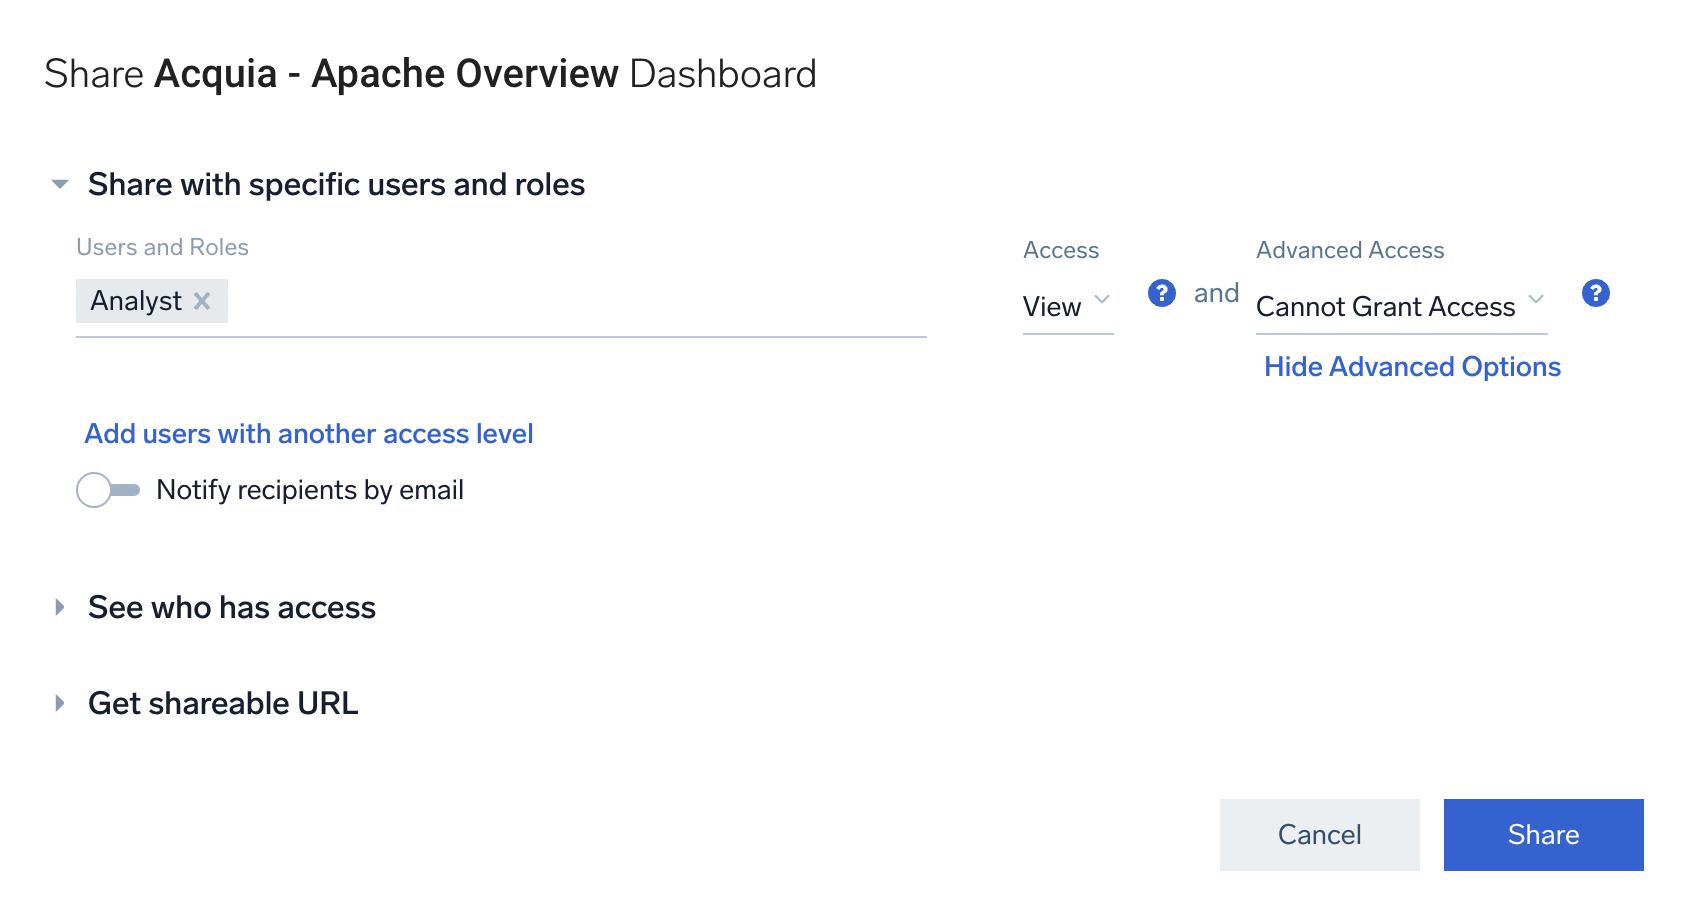 Share Acquia - Apache Overview Dashboard
Share with specific users and roles
Users and Roles
Access
Advanced Access
Analyst
View
? and
Cannot Grant Access
?
Hide Advanced Options
Add users with another access level
Notify recipients by email
See who has access
Get shareable URL
Cancel
Share